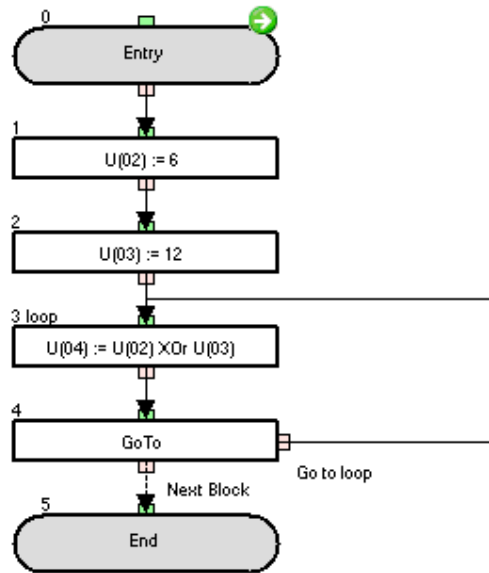 0
Entry
1
U(02) := 6
2
U(03) := 12
3 loop
U(04) := U(02) XOr U(03)
4
GoTo
Go to loop
Next Block
5
End